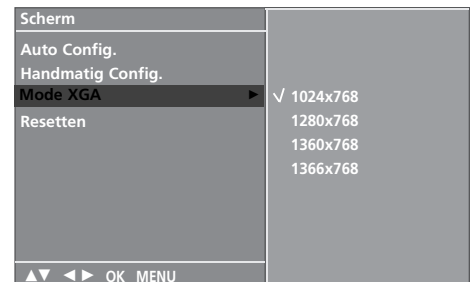 Scherm
Auto Config.
Handmatig Config.
Mode XGA ►
Resetten
√ 1024x768
1280x768
1360x768
1366x768
▲▼ ◄► OK MENU